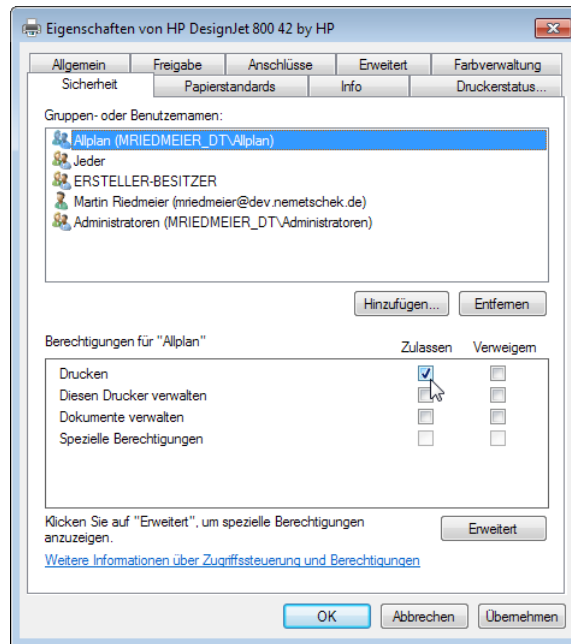 Eigenschaften von HP DesignJet 800 42 by HP
Allgemein Freigabe Anschlüsse Erweitert Farbverwaltung
Sicherheit Papierstandards Info Druckerstatus...
Gruppen- oder Benutzernamen:
Allplan (MRIEDMEIER_DT\Allplan)
Jeder
ERSTELLER-BESITZER
Martin Riedmeier (mriedmeier@dev.nemetschek.de)
Administratoren (MRIEDMEIER_DT\Administratoren)
Hinzufügen... Entfernen
Berechtigungen für "Allplan" Zulassen Verweigern
Drucken
Diesen Drucker verwalten
Dokumente verwalten
Spezielle Berechtigungen
Klicken Sie auf "Erweitert", um spezielle Berechtigungen
anzuzeigen.
Erweitert
Weitere Informationen über Zugriffssteuerung und Berechtigungen
OK Abbrechen Übernehmen